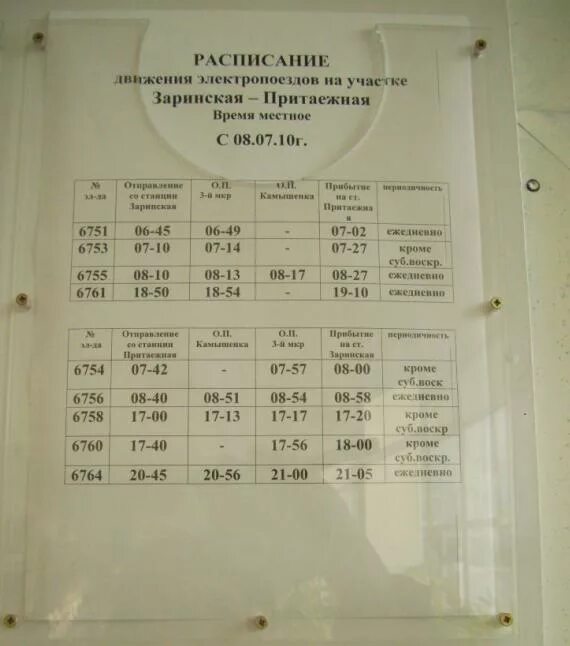 РАСПИСАНИЕ
движения электропоездов на участке
Заринская – Притаежная
Время местное
С 08.07.10г.
№ эл-да Отправление со станции Заринская О.П. 3-й мкр О.П. Камышенка Прибытие на ст. Притаежная периодичность
6751 06-45 06-49 - 07-02 ежедневно
6753 07-10 07-14 - 07-27 кроме суб.воскр.
6755 08-10 08-13 08-17 08-27 ежедневно
6761 18-50 18-54 - 19-10 ежедневно
№ эл-да Отправление со станции Притаежная О.П. Камышенка О.П. 3-й мкр Прибытие на ст. Заринская периодичность
6754 07-42 - 07-57 08-00 кроме суб.воск
6756 08-40 08-51 08-54 08-58 ежедневно
6758 17-00 17-13 17-17 17-20 кроме суб.воскр
6760 17-40 - 17-56 18-00 кроме суб.воскр.
6764 20-45 20-56 21-00 21-05 ежедневно